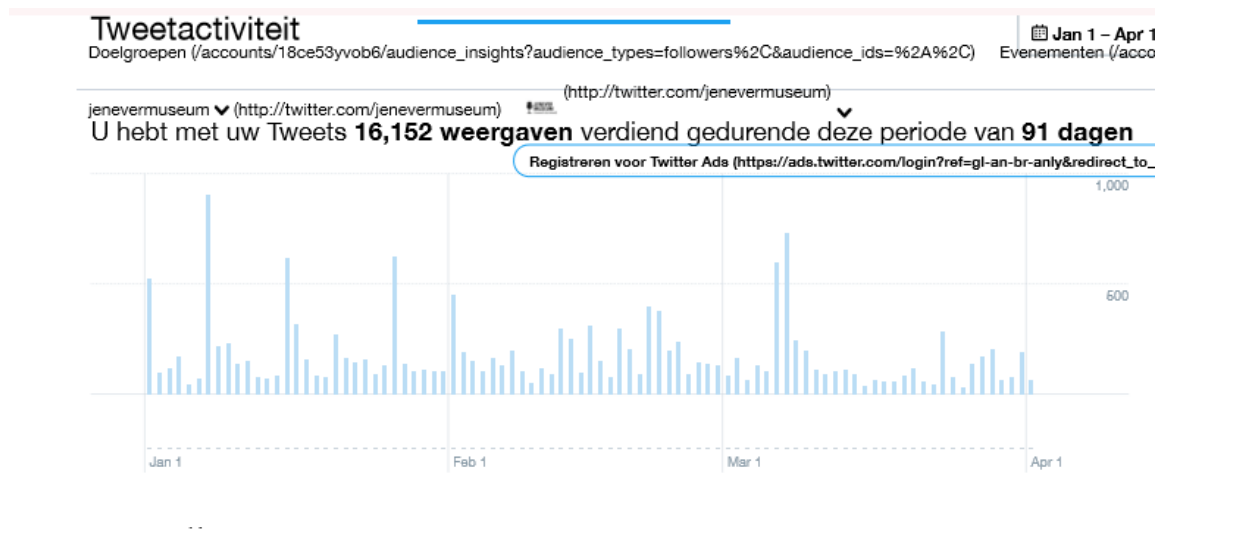 Tweetactiviteit
Jan 1 – Apr 1
Doelgroepen (/accounts/18ce53yvob6/audience_insights?audience_types=followers%2C&audience_ids=%2A%2C) Evenementen (/acco
(http://twitter.com/jenevermuseum)
jenevermuseum (http://twitter.com/jenevermuseum)
U hebt met uw Tweets 16,152 weergaven verdiend gedurende deze periode van 91 dagen
Registreren voor Twitter Ads (https://ads.twitter.com/login?ref=gl-an-br-anly&redirect_to_
1,000
500
Jan 1 Feb 1 Mar 1 Apr 1